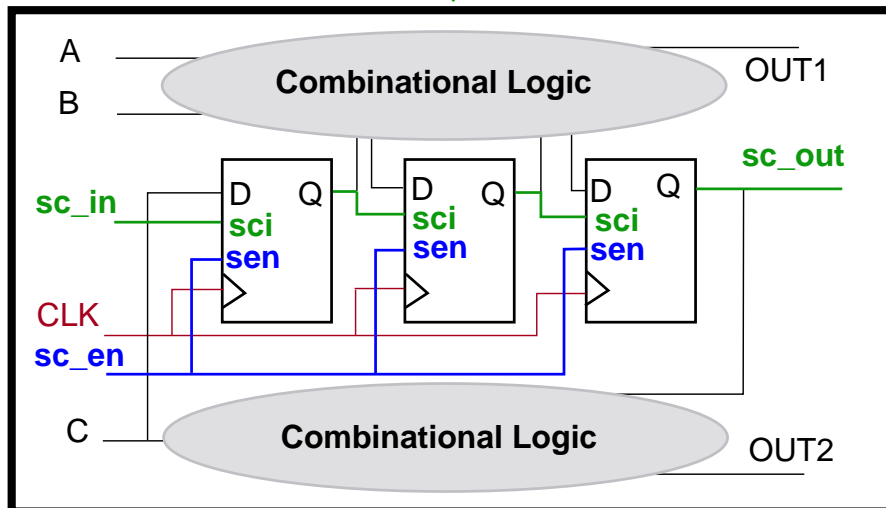 A
Combinational Logic
OUT1
B
sc_out
D Q
D Q
D Q
sc_in
sci
sci
sci
sen
sen
sen
CLK
sc_en
C
Combinational Logic
OUT2